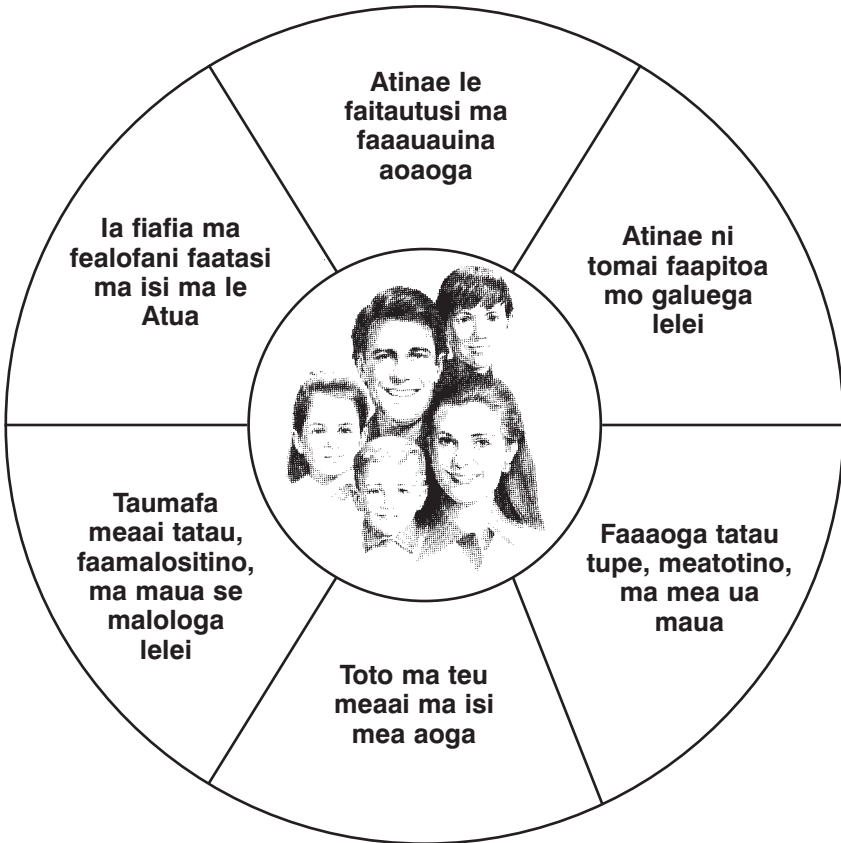 Atinae le
faitautusi ma
faaauauina
aoaoga
Atinae ni
tomai faapitoa
mo galuega
lelei
Faaaoga tatau
tupe, meatotino,
ma mea ua
maua
Toto ma teu
meaai ma isi
mea aoga
Taumafa
meaai tatau,
faamalositino,
ma maua se
malologa
lelei
Ia fiafia ma
fealofani faatasi
ma isi ma le
Atua